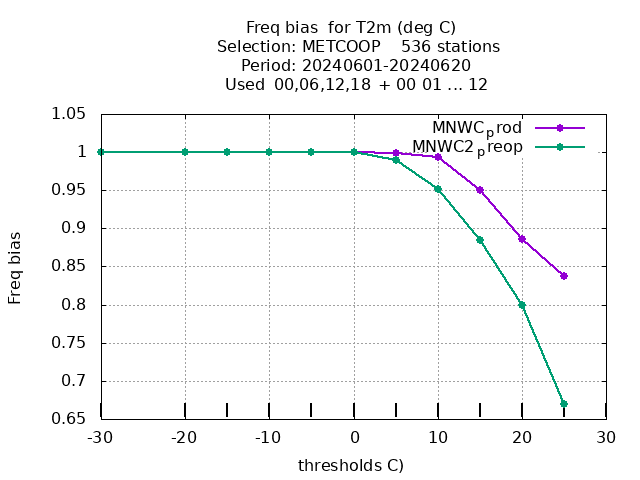 Freq bias  for T2m (deg C)
Selection: METCOOP    536 stations
Period: 20240601-20240620
Used  00,06,12,18  + 00 01 ... 12
MNWCprod
MNWC2preop
1.05
1
0.95
0.9
0.85
0.8
0.75
0.7
0.65
Freq bias
-30 -20 -10 0 10 20 30
thresholds C)